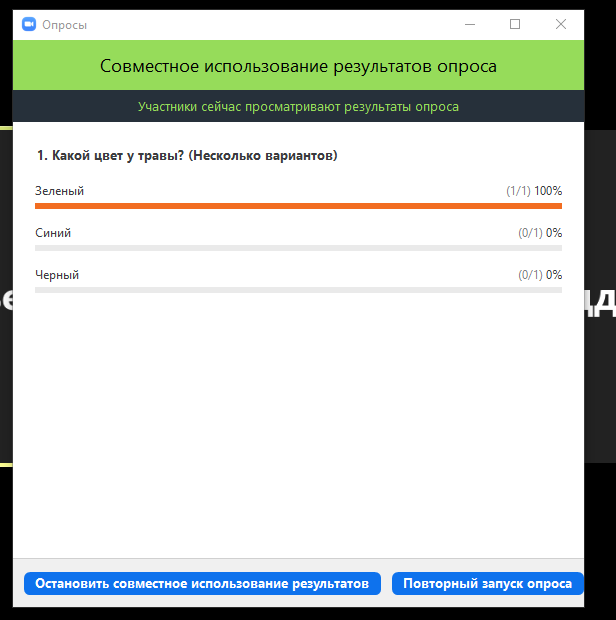 Опросы
Совместное использование результатов опроса
Участники сейчас просматривают результаты опроса
1. Какой цвет у травы? (Несколько вариантов)
Зеленый (1/1) 100%
Синий (0/1) 0%
Черный (0/1) 0%
Остановить совместное использование результатов Повторный запуск опроса